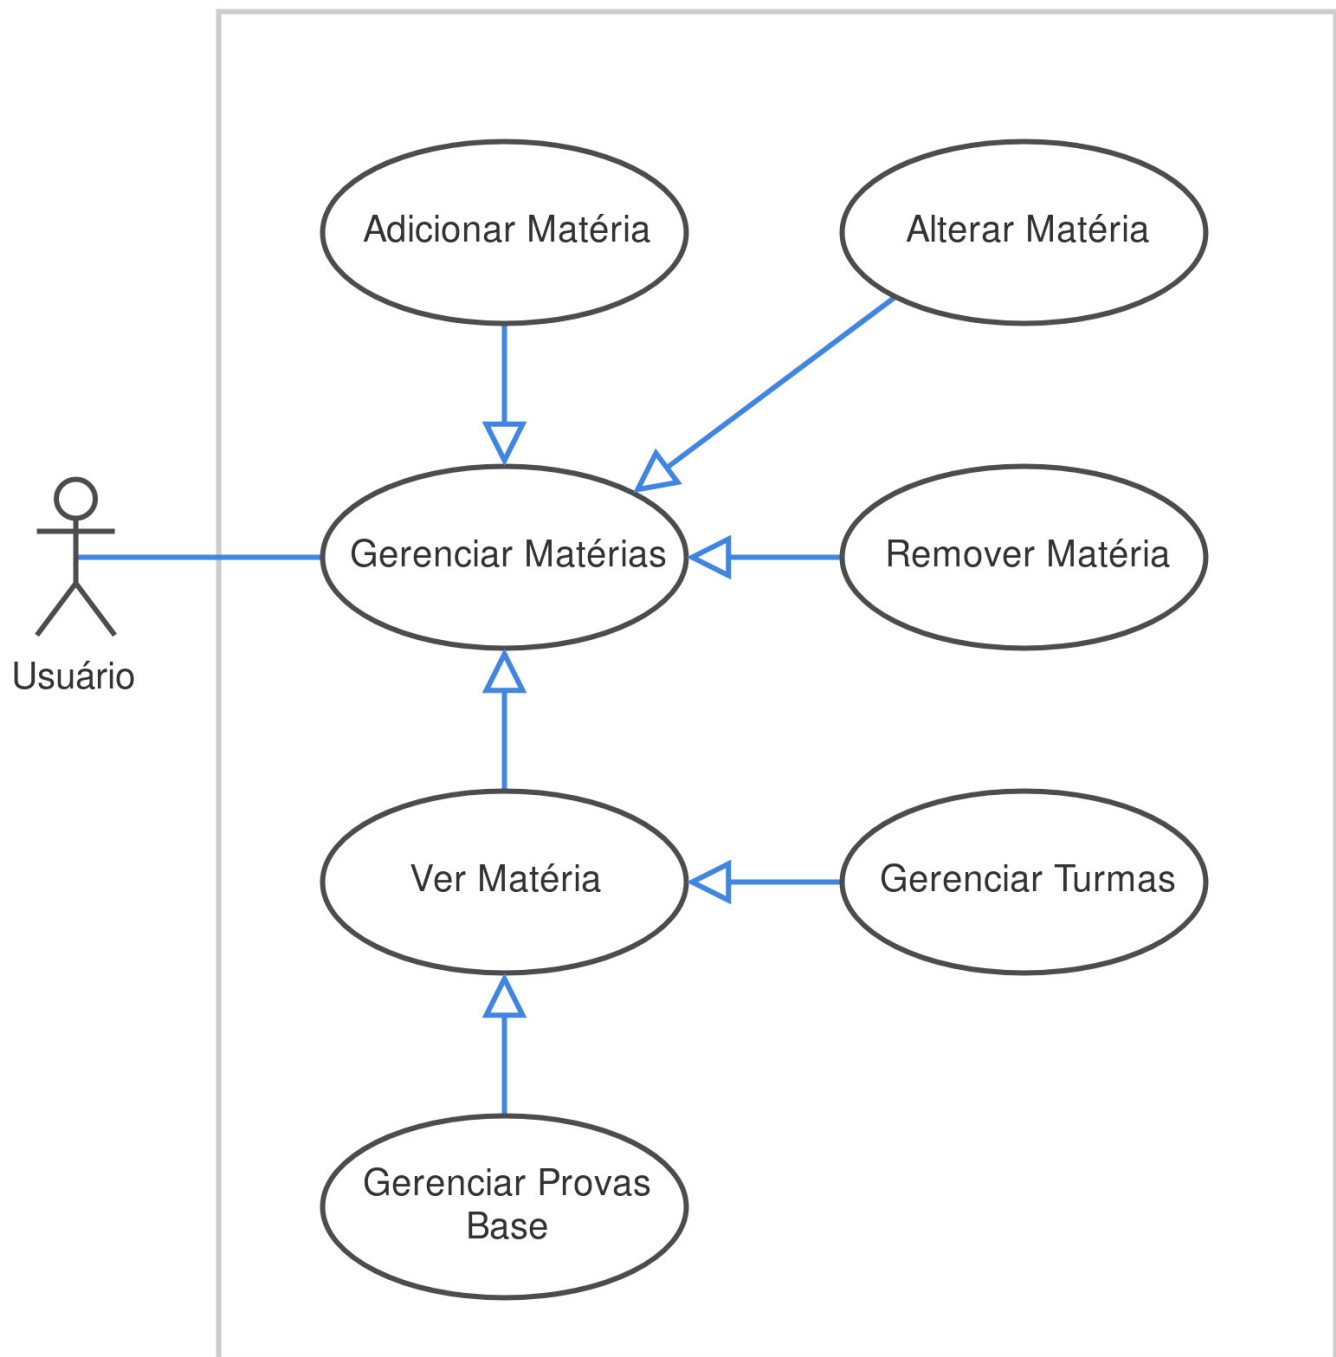 Adicionar Matéria
Alterar Matéria
Gerenciar Matérias
Remover Matéria
Usuário
Ver Matéria
Gerenciar Turmas
Gerenciar Provas
Base